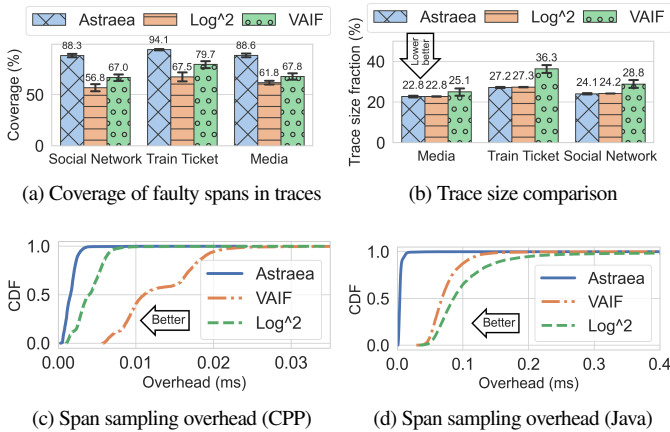 Astraea Log^2 VAIF
Coverage (%)
50
0
88.3 56.8 67.0 94.1 67.5 79.7 88.6 61.8 67.8
Social Network Train Ticket Media
(a) Coverage of faulty spans in traces
Astraea Log^2 VAIF
Trace size fraction (%)
40
20
0
Lower
better
22.8 22.8 25.1 27.2 27.3 36.3 24.1 24.2 28.8
Media Train Ticket Social Network
(b) Trace size comparison
CDF
1.0
0.5
0.0
Astraea
VAIF
Log^2
Better
0.00 0.01 0.02 0.03
Overhead (ms)
(c) Span sampling overhead (CPP)
CDF
1.0
0.5
0.0
Astraea
VAIF
Log^2
Better
0.0 0.1 0.2 0.3 0.4
Overhead (ms)
(d) Span sampling overhead (Java)